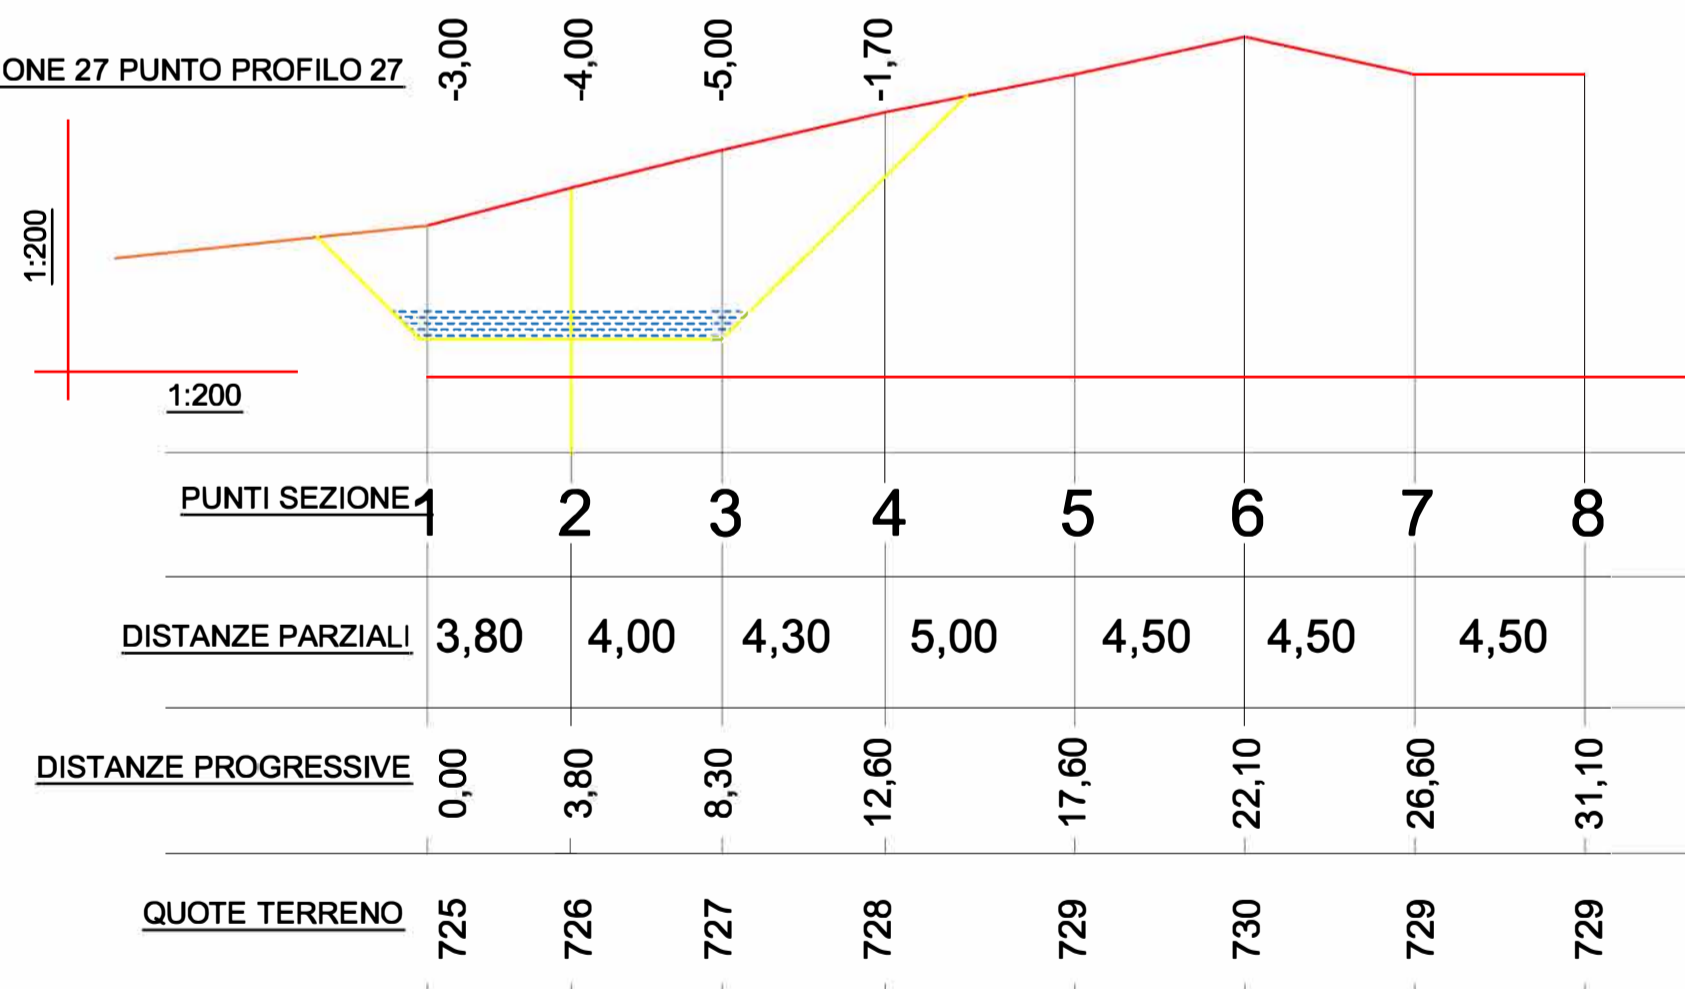 ONE 27 PUNTO PROFILO 27
-3,00 -4,00 -5,00 -1,70
1:200
1:200
PUNTI SEZIONE 1 2 3 4 5 6 7 8
DISTANZE PARZIALI 3,80 4,00 4,30 5,00 4,50 4,50 4,50
DISTANZE PROGRESSIVE 0,00 3,80 8,30 12,60 17,60 22,10 26,60 31,10
QUOTE TERRENO 725 726 727 728 729 730 729 729